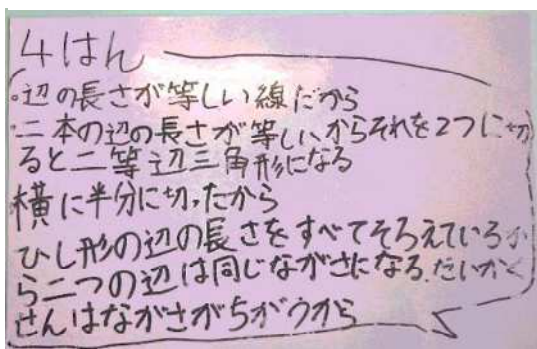 4はん
・辺の長さが等しい線だから
・二本の辺の長さが等しいからそれを2つに切
ると二等辺三角形になる
横に半分に切ったから
ひし形の辺の長さをすべてそろえているか
ら二つの辺は同じながさになる.たいかく
せんはながさがちがウから